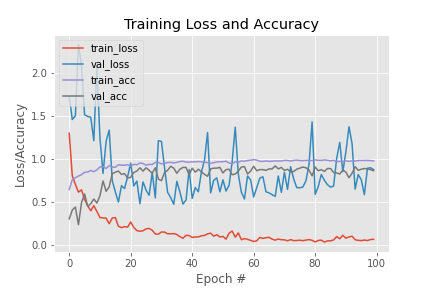 Training Loss and Accuracy
train_loss
val_loss
train_acc
val_acc
Loss/Accuracy
2.0
1.5
1.0
0.5
0.0
0 20 40 60 80 100
Epoch #